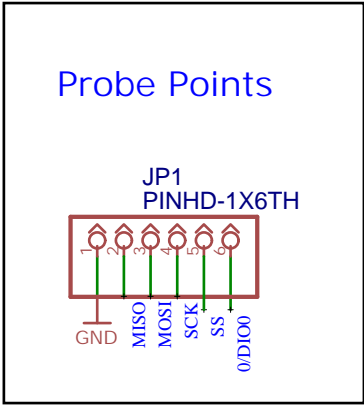 Probe Points
JP1
PINHD-1X6TH
1
2
3
4
5
6
GND
MISO
MOSI
SCK
SS
0/DIO0